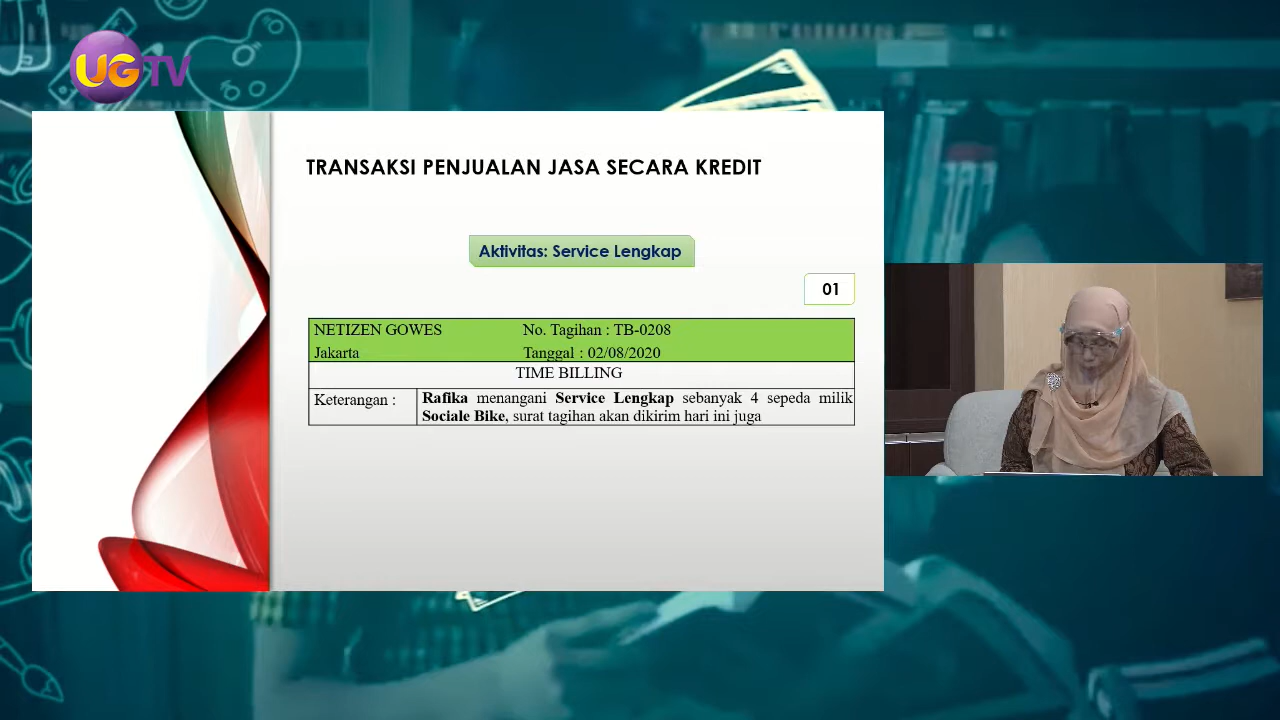 UGTV
TRANSAKSI PENJUALAN JASA SECARA KREDIT
Aktivitas: Service Lengkap
01
NETIZEN GOWES No. Tagihan : TB-0208
Jakarta Tanggal : 02/08/2020
TIME BILLING
Keterangan : Rafika menangani Service Lengkap sebanyak 4 sepeda milik
Sociale Bike, surat tagihan akan dikirim hari ini juga